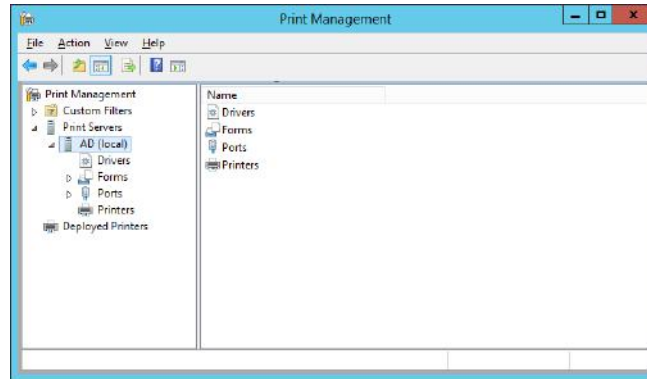 Print Management
File Action View Help
Print Management
Custom Filters
Print Servers
AD (local)
Drivers
Forms
Ports
Printers
Deployed Printers
Name
Drivers
Forms
Ports
Printers